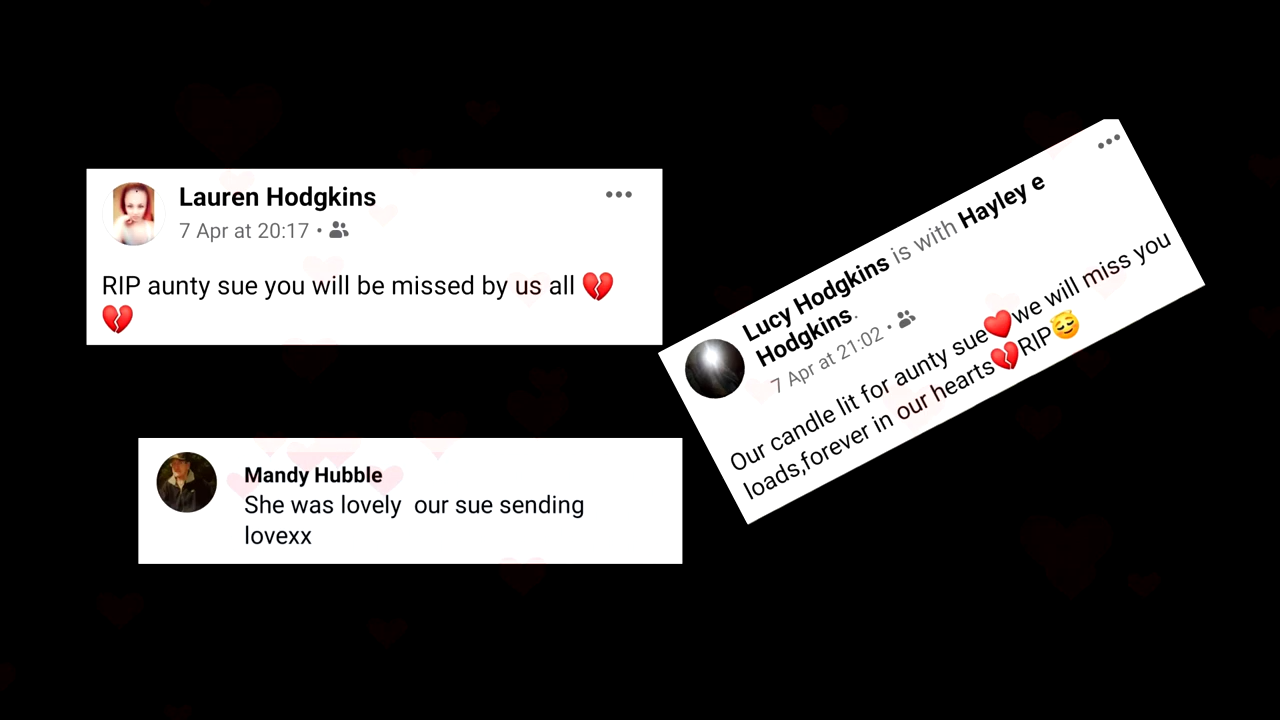 Lauren Hodgkins
7 Apr at 20:17 •
RIP aunty sue you will be missed by us all 💔
💔
Lucy Hodgkins is with Hayley e
Hodgkins.
7 Apr at 21:02 •
Our candle lit for aunty sue❤️we will miss you
loads,forever in our hearts💔RIP😇
Mandy Hubble
She was lovely  our sue sending
lovexx